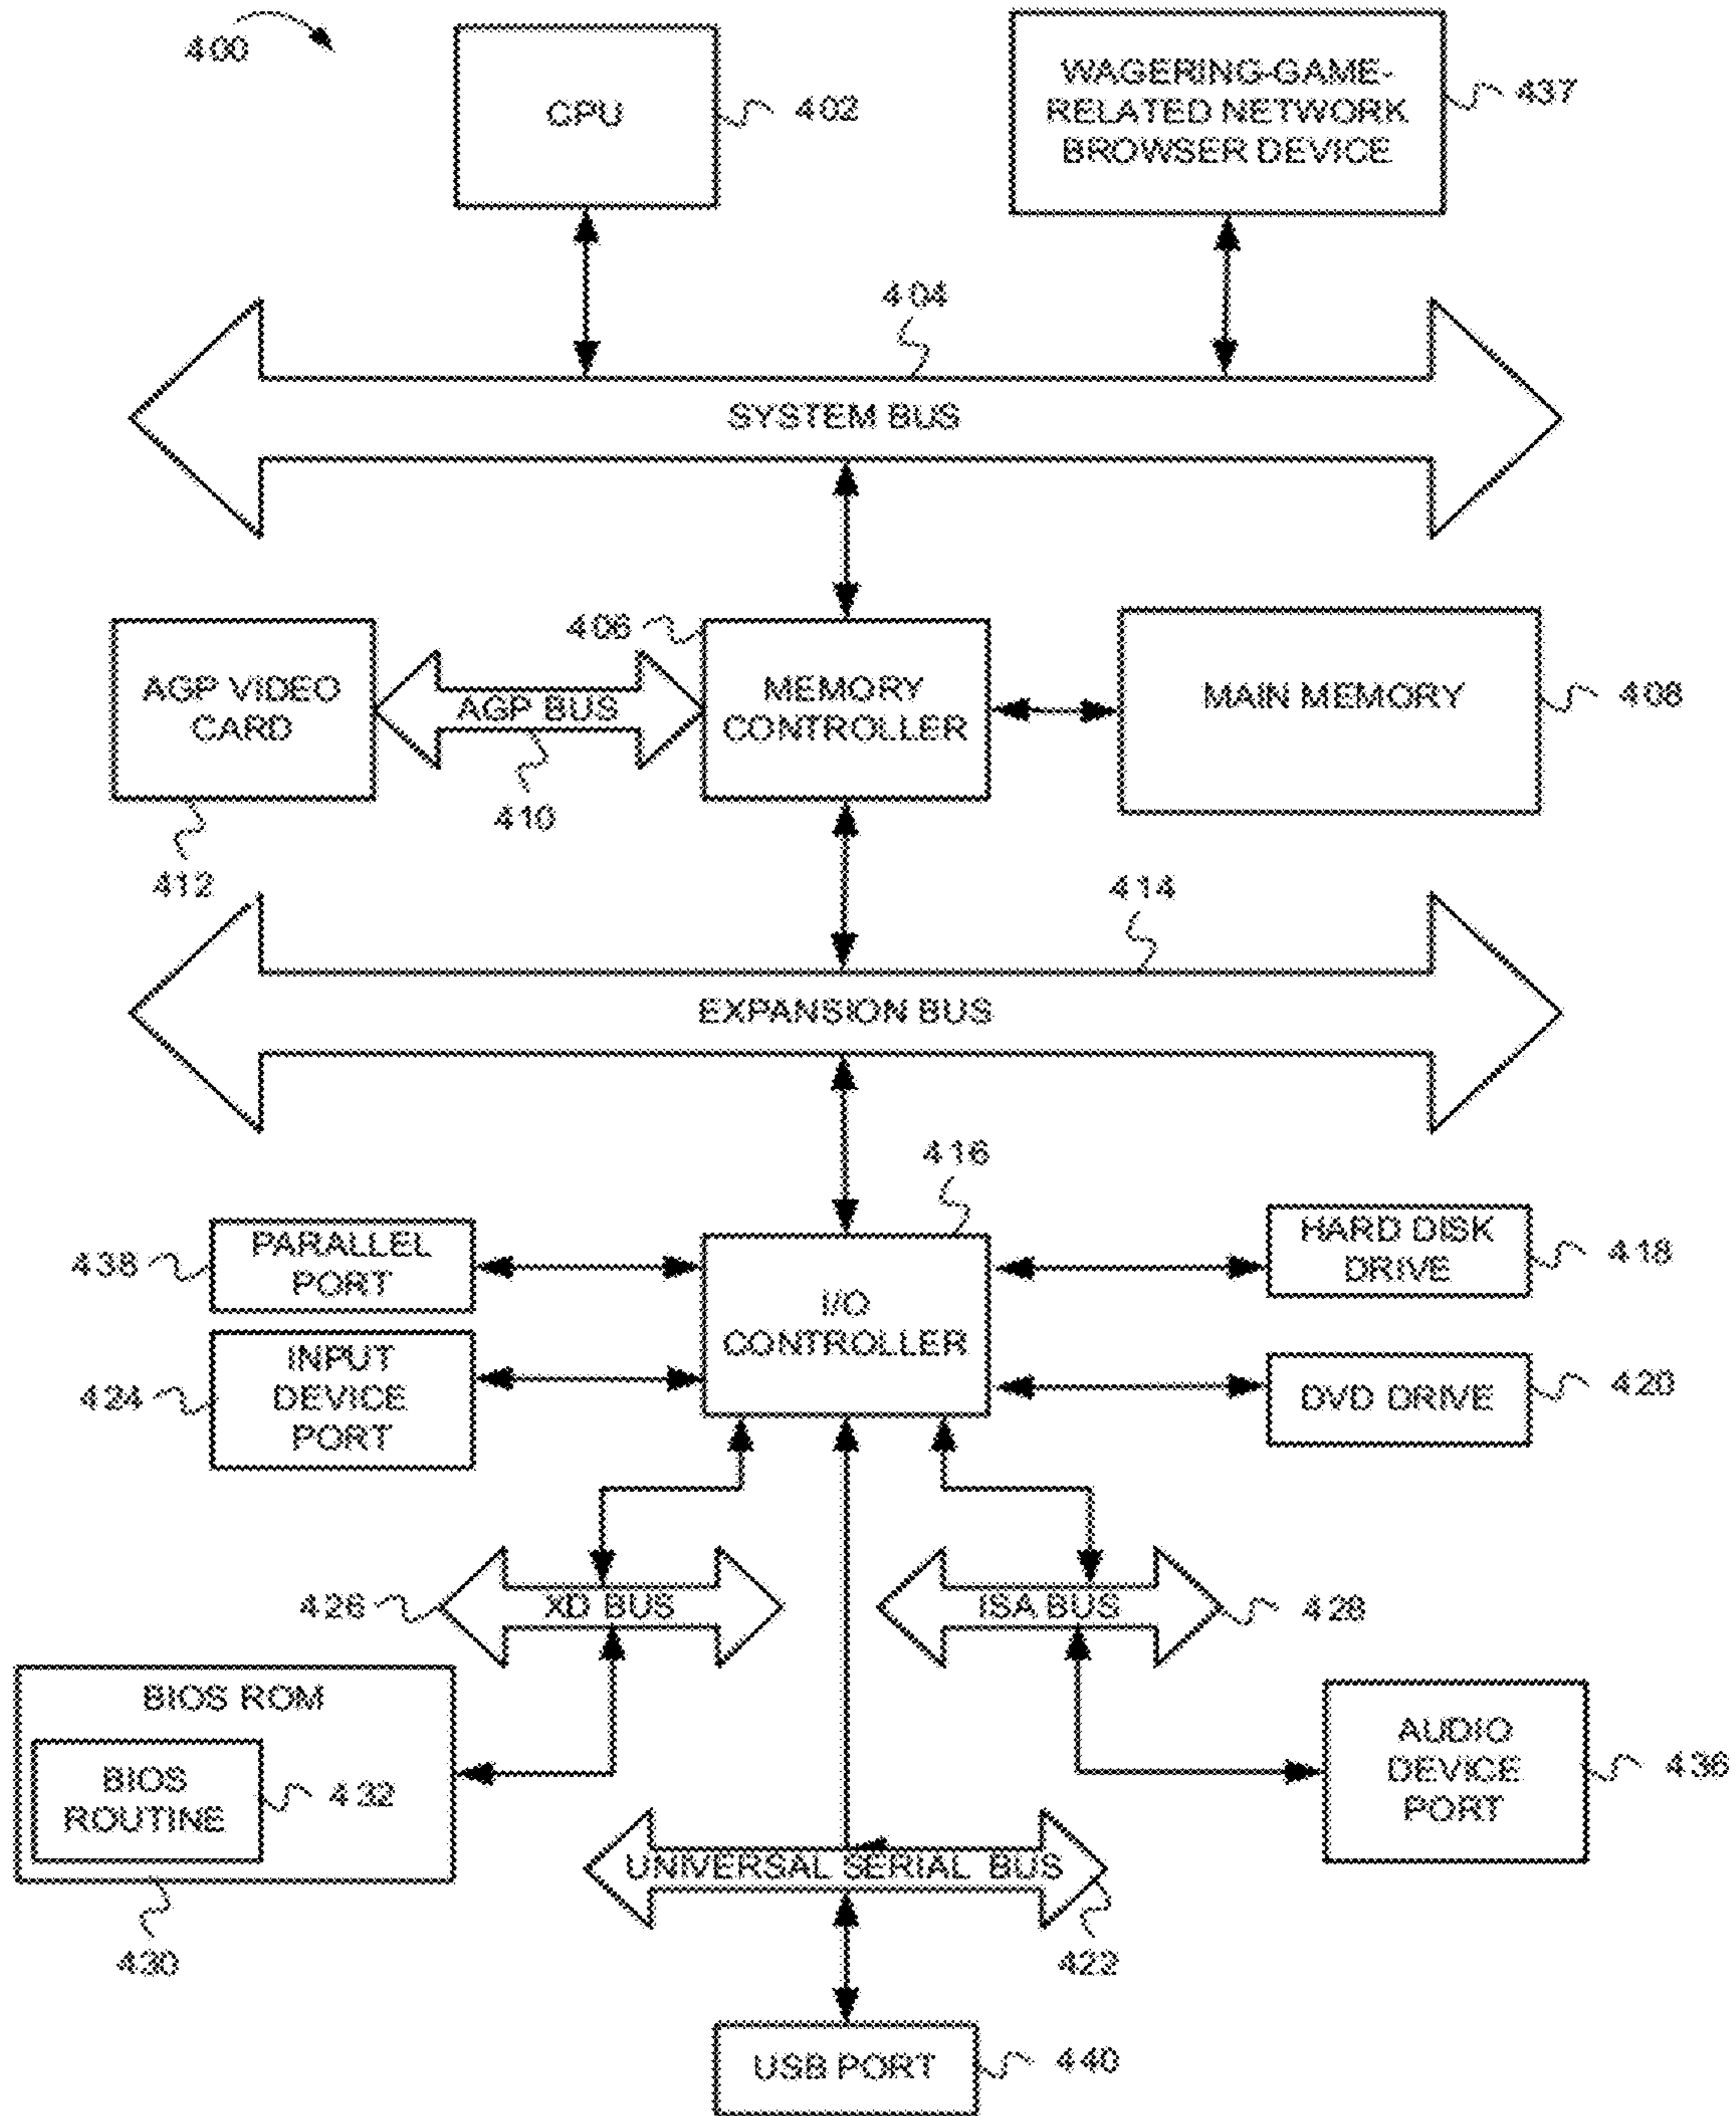 400
CPU
402
WAGERING-GAME-
RELATED NETWORK
BROWSER DEVICE
437
404
SYSTEM BUS
406
AGP VIDEO
CARD
AGP BUS
MEMORY
CONTROLLER
MAIN MEMORY
408
410
412
414
EXPANSION BUS
416
438
PARALLEL
PORT
I/O
CONTROLLER
HARD DISK
DRIVE
418
424
INPUT
DEVICE
PORT
DVD DRIVE
420
426
XD BUS
ISA BUS
428
BIOS ROM
BIOS
ROUTINE
432
AUDIO
DEVICE
PORT
436
UNIVERSAL SERIAL BUS
430
422
USB PORT
440